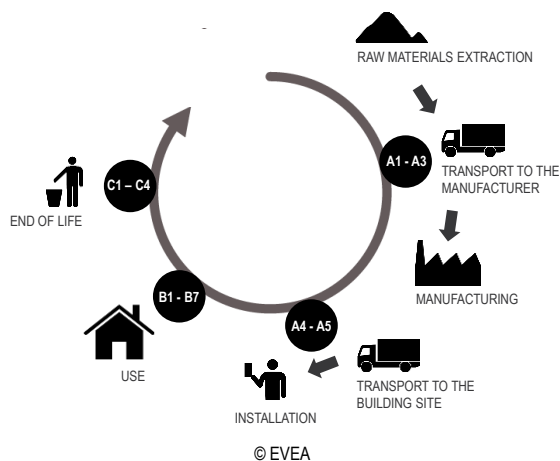 RAW MATERIALS EXTRACTION
A1 - A3
TRANSPORT TO THE
MANUFACTURER
MANUFACTURING
A4 - A5
TRANSPORT TO THE
BUILDING SITE
INSTALLATION
B1 - B7
USE
C1 – C4
END OF LIFE
© EVEA